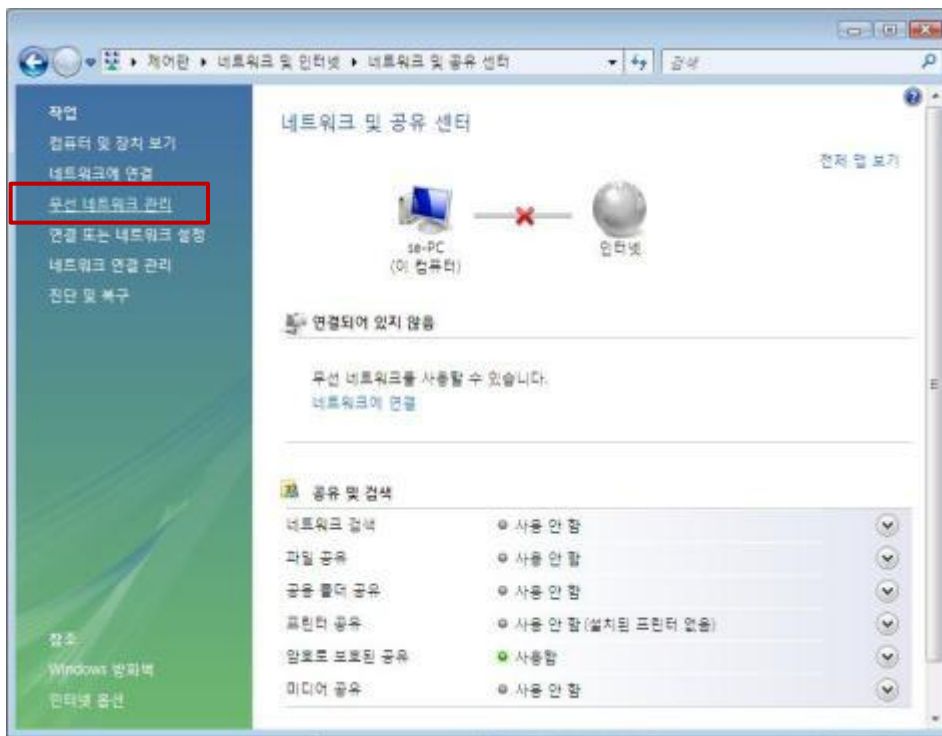 제어판 ▸ 네트워크 및 인터넷 ▸ 네트워크 및 공유 센터
검색
작업
컴퓨터 및 장치 보기
네트워크에 연결
무선 네트워크 관리
연결 또는 네트워크 설정
네트워크 연결 관리
진단 및 복구
네트워크 및 공유 센터
전체 맵 보기
se-PC
(이 컴퓨터)
인터넷
연결되어 있지 않음
무선 네트워크를 사용할 수 있습니다.
네트워크에 연결
공유 및 검색
네트워크 검색 사용 안 함
파일 공유 사용 안 함
공용 폴더 공유 사용 안 함
프린터 공유 사용 안 함 (설치된 프린터 없음)
암호로 보호된 공유 사용함
미디어 공유 사용 안 함
참조
Windows 방화벽
인터넷 옵션